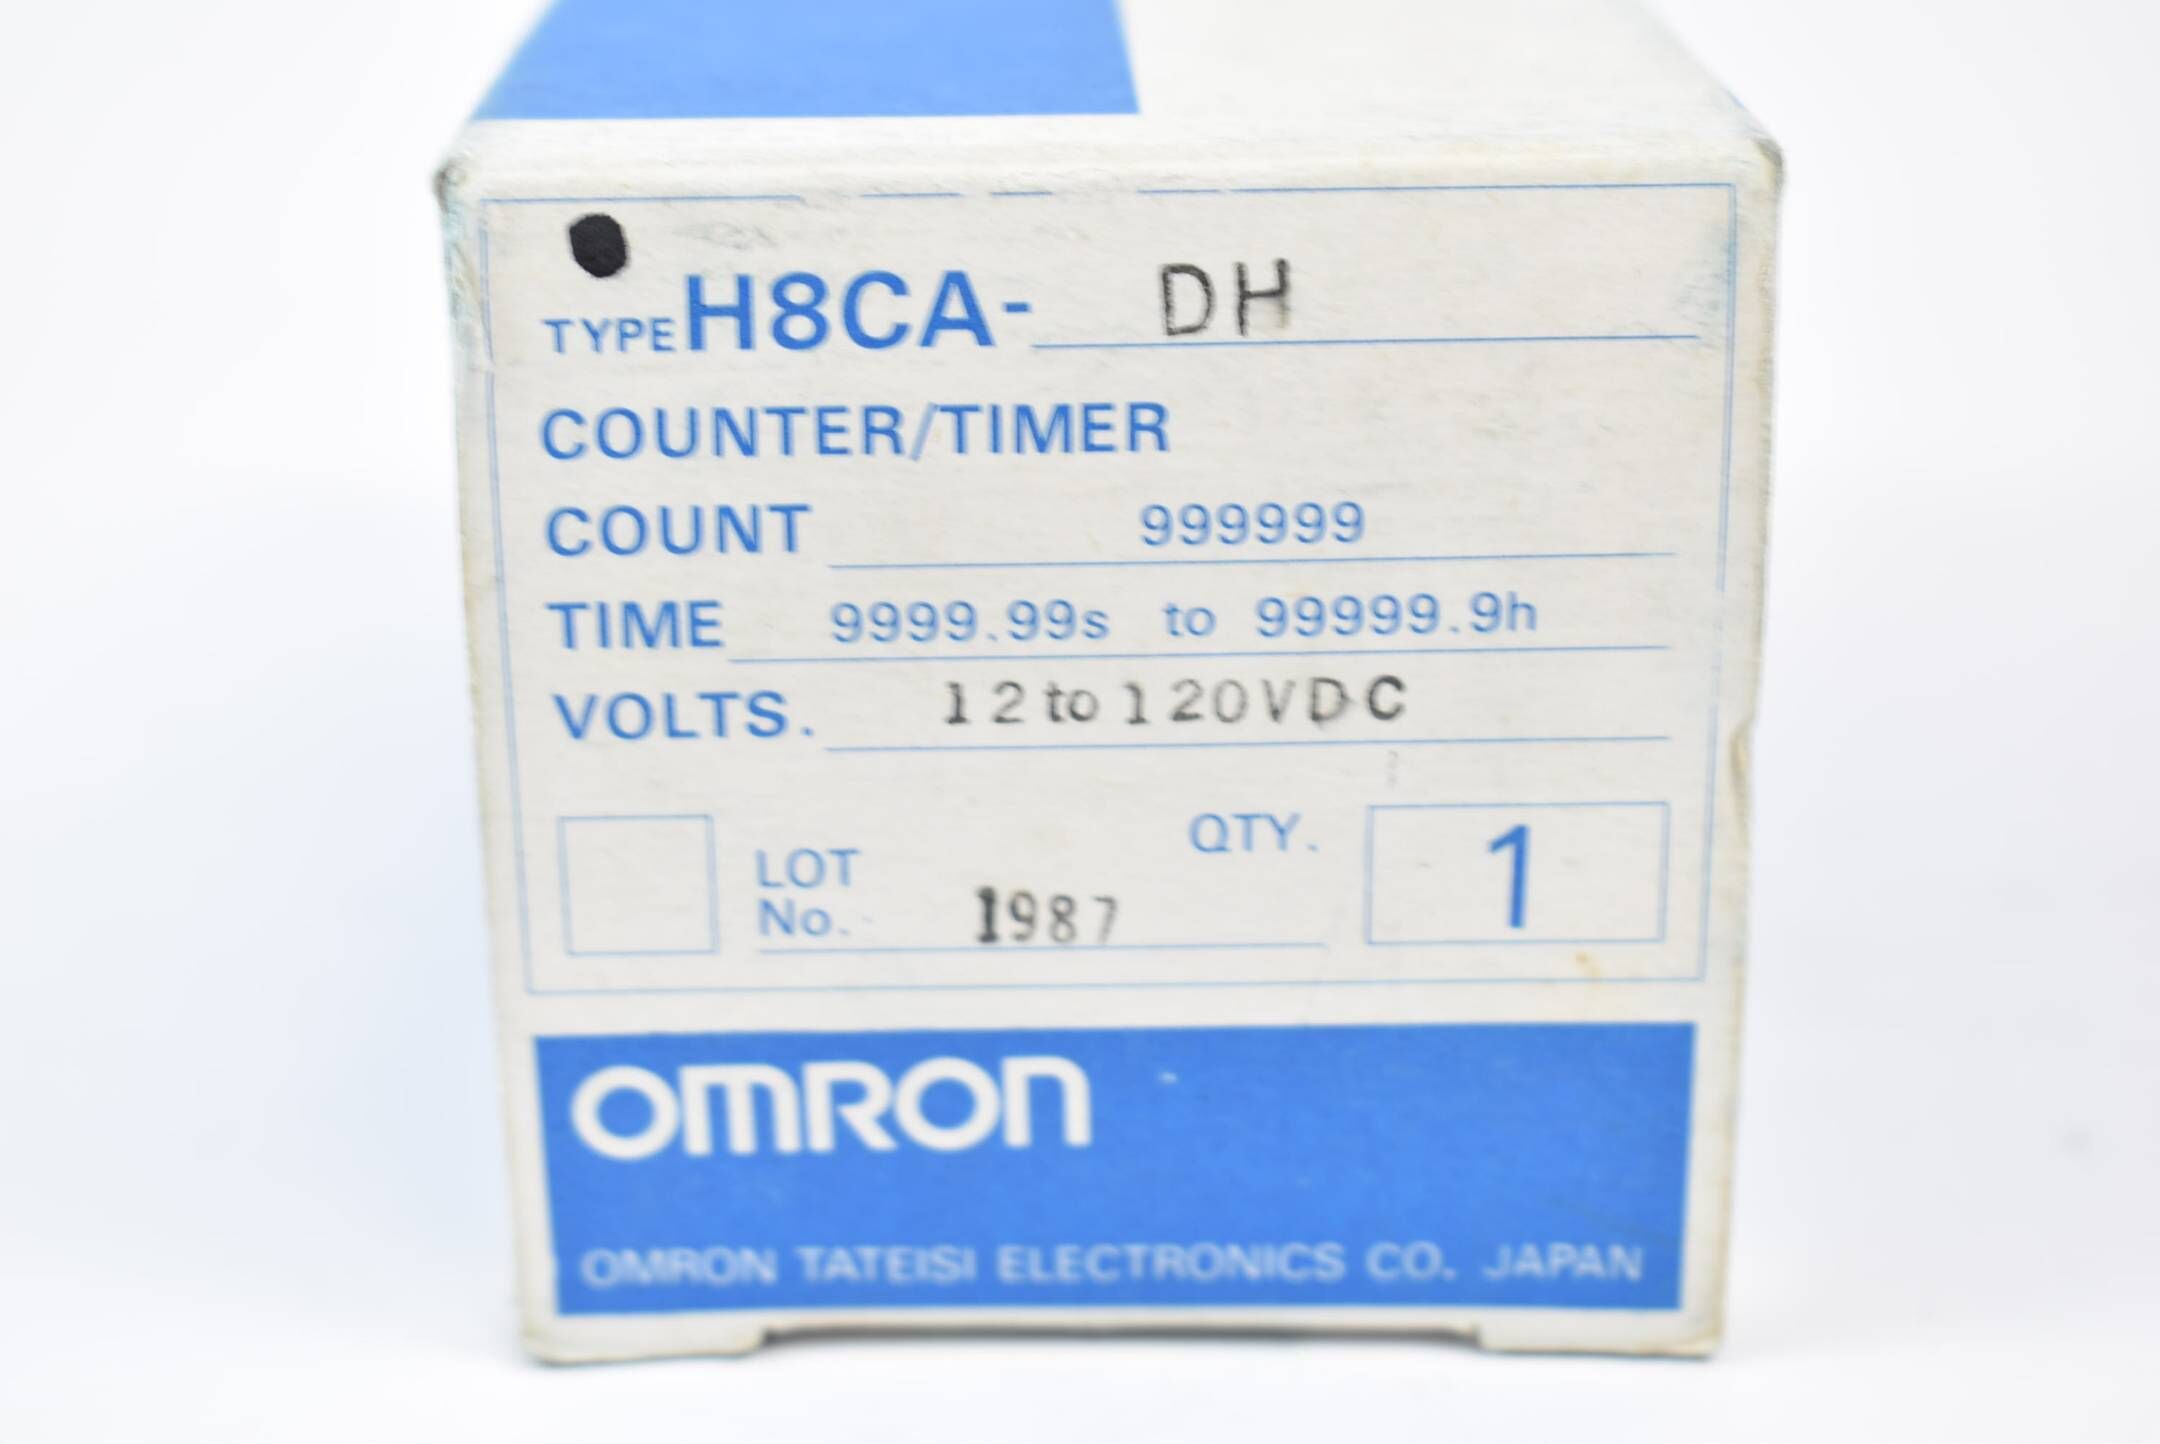 TYPE H8CA- DH
COUNTER/TIMER
COUNT 999999
TIME 9999.99s to 99999.9h
VOLTS. 12 to 120VDC
QTY. 1
LOT
No. 1987
OMRON
OMRON TATEISI ELECTRONICS CO. JAPAN